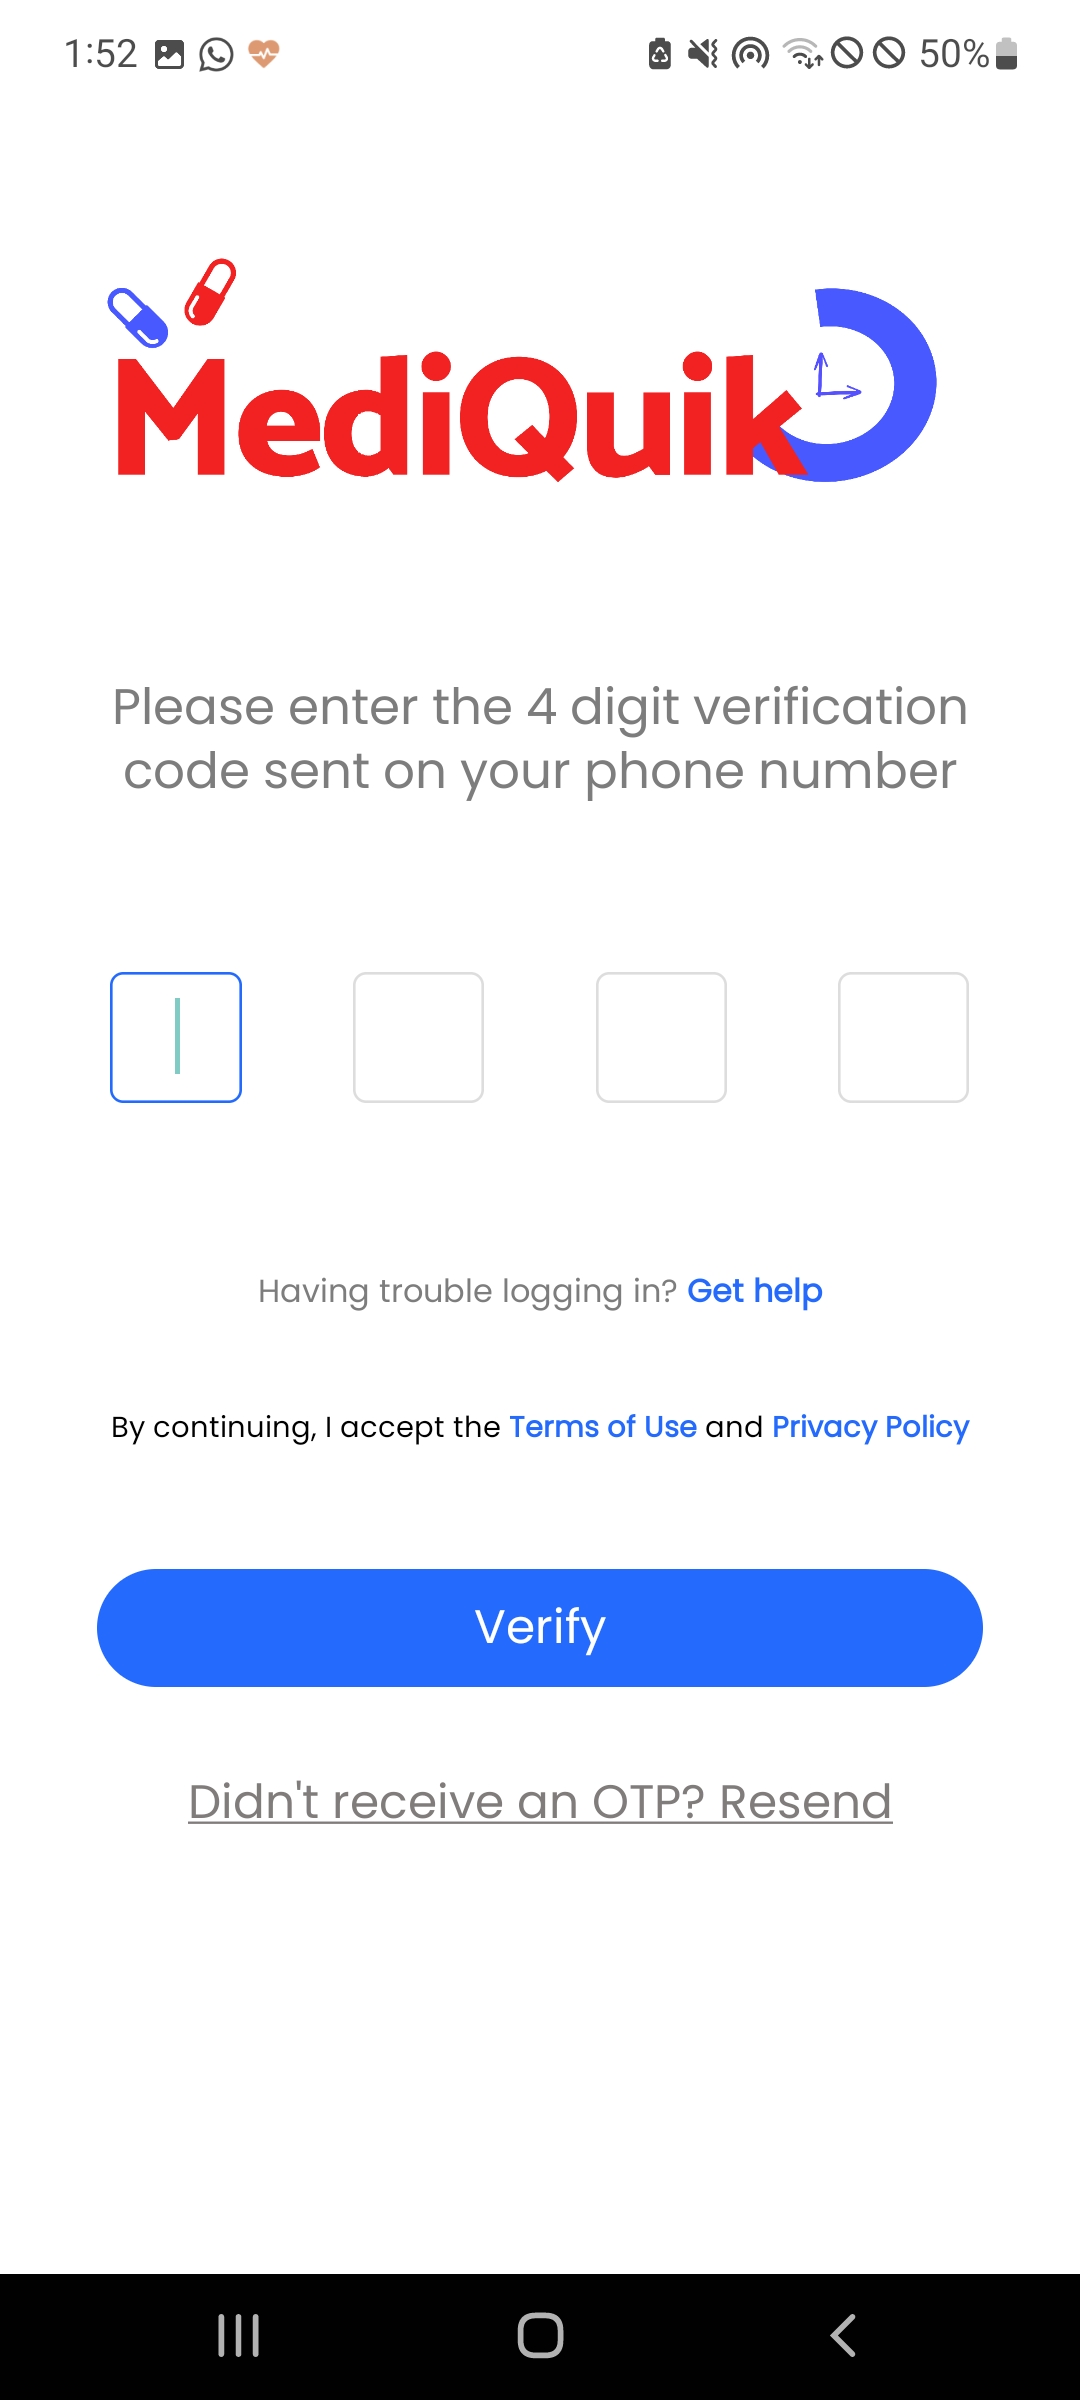 1:52
50%
MediQuik
Please enter the 4 digit verification
code sent on your phone number
Having trouble logging in? Get help
By continuing, I accept the Terms of Use and Privacy Policy
Verify
Didn't receive an OTP? Resend